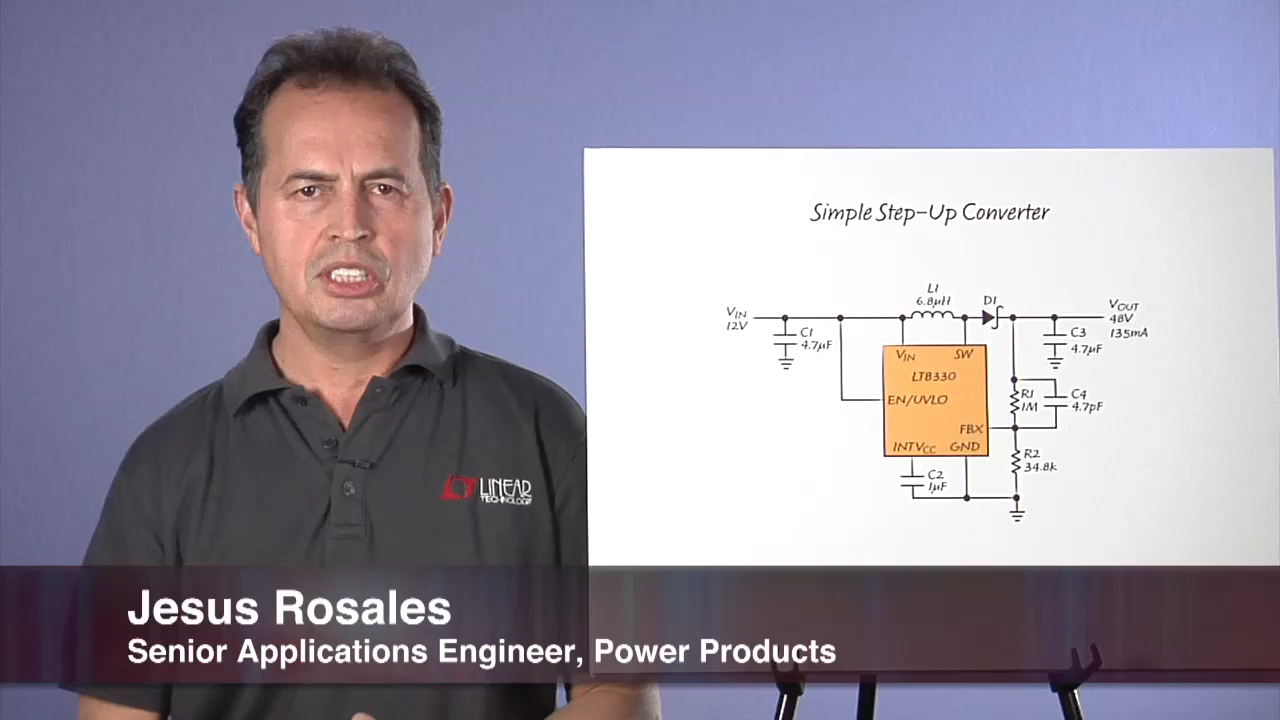 Simple Step-Up Converter
L1
6.8µH
D1
VIN
12V
VOUT
48V
135mA
C1
4.7µF
C3
4.7µF
VIN
SW
LT8330
EN/UVLO
R1
1M
C4
4.7pF
FBX
INTVCC
GND
R2
34.8k
C2
1µF
LINEAR
TECHNOLOGY
Jesus Rosales
Senior Applications Engineer, Power Products